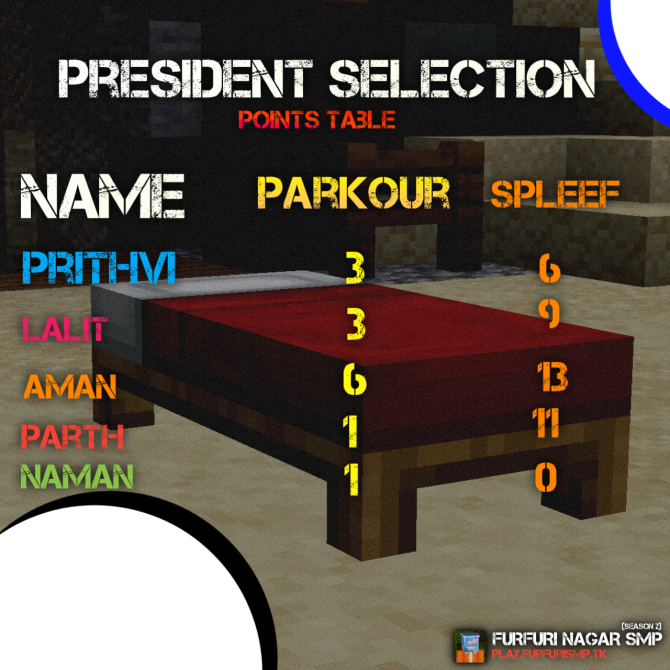 PRESIDENT SELECTION
POINTS TABLE
NAME PARKOUR SPLEEF
PRITHVI 3 6
LALIT 3 9
AMAN 6 13
PARTH 1 11
NAMAN 1 0
[SEASON 2]
FURFURI NAGAR SMP
PLAY.FURFURISMP.TK